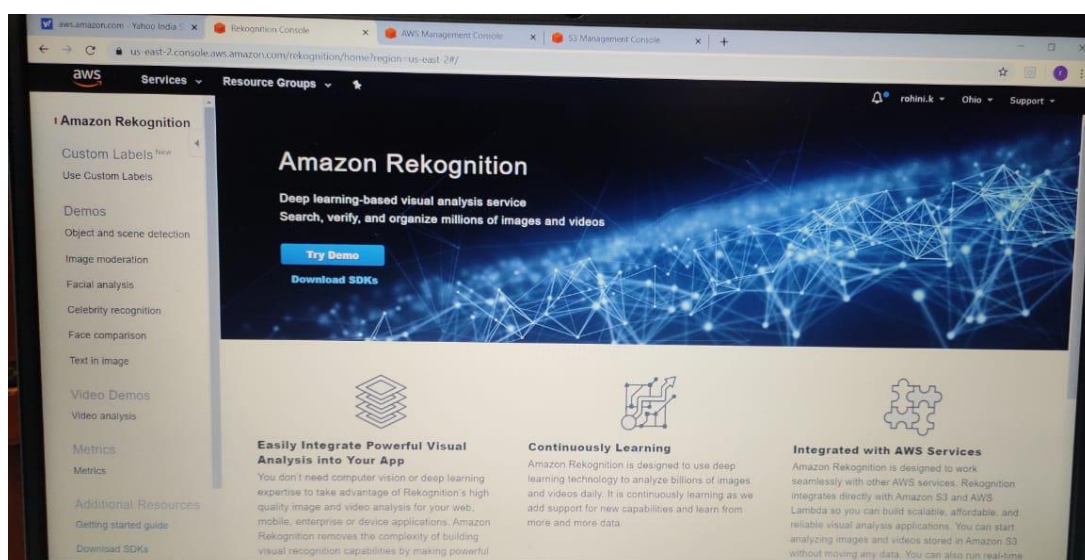 aws.amazon.com - Yahoo India S
Rekognition Console
AWS Management Console
S3 Management Console
us-east-2.console.aws.amazon.com/rekognition/home?region=us-east-2#/
aws
Services
Resource Groups
rohini.k
Ohio
Support
Amazon Rekognition
Custom Labels New
Use Custom Labels
Demos
Object and scene detection
Image moderation
Facial analysis
Celebrity recognition
Face comparison
Text in image
Video Demos
Video analysis
Metrics
Metrics
Additional Resources
Getting started guide
Download SDKs
Amazon Rekognition
Deep learning-based visual analysis service
Search, verify, and organize millions of images and videos
Try Demo
Download SDKs
Easily Integrate Powerful Visual
Analysis into Your App
You don't need computer vision or deep learning
expertise to take advantage of Rekognition's high
quality image and video analysis for your web,
mobile, enterprise or device applications. Amazon
Rekognition removes the complexity of building
visual recognition capabilities by making powerful
Continuously Learning
Amazon Rekognition is designed to use deep
learning technology to analyze billions of images
and videos daily. It is continuously learning as we
add support for new capabilities and learn from
more and more data.
Integrated with AWS Services
Amazon Rekognition is designed to work
seamlessly with other AWS services. Rekognition
integrates directly with Amazon S3 and AWS
Lambda so you can build scalable, affordable, and
reliable visual analysis applications. You can start
analyzing images and videos stored in Amazon S3
without moving any data. You can also run real-time